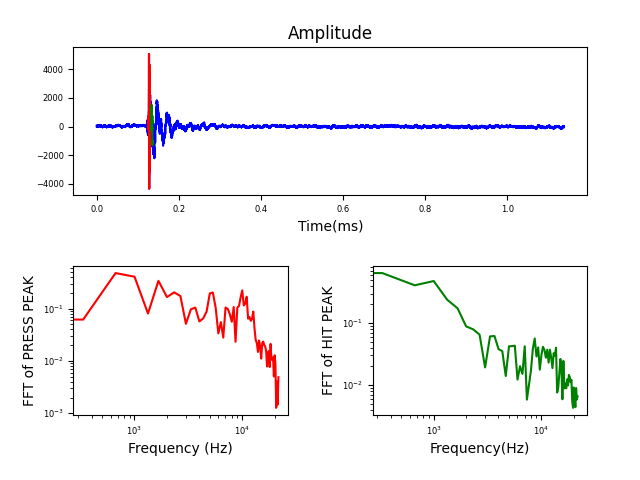 Amplitude
4000
2000
0
−2000
−4000
0.0 0.2 0.4 0.6 0.8 1.0
Time(ms)
FFT of PRESS PEAK
10⁻¹
10⁻²
10⁻³
10³ 10⁴
Frequency (Hz)
FFT of HIT PEAK
10⁻¹
10⁻²
10³ 10⁴
Frequency(Hz)